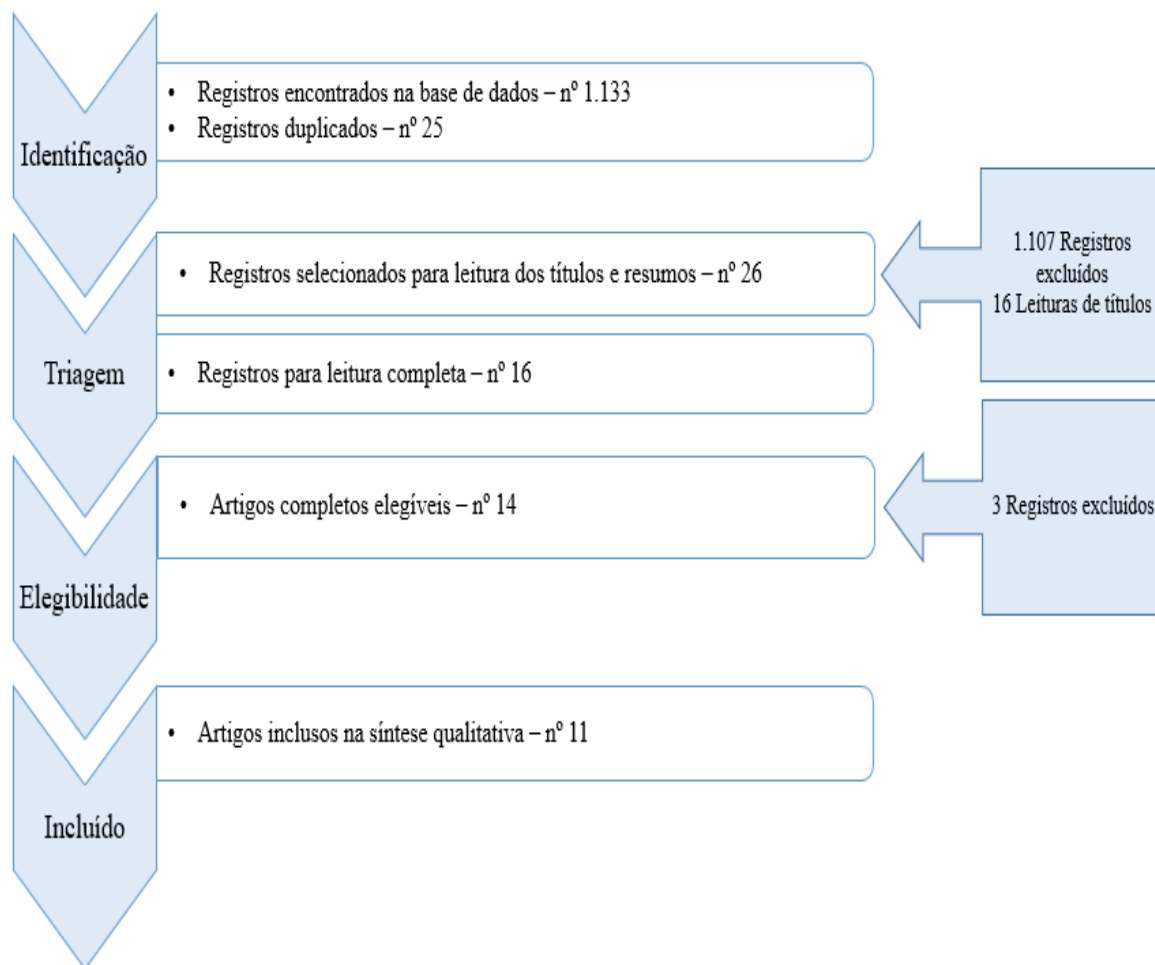 Identificação
• Registros encontrados na base de dados – nº 1.133
• Registros duplicados – nº 25
Triagem
• Registros selecionados para leitura dos títulos e resumos – nº 26
1.107 Registros
excluídos
16 Leituras de títulos
• Registros para leitura completa – nº 16
Elegibilidade
• Artigos completos elegíveis – nº 14
3 Registros excluídos
Incluído
• Artigos inclusos na síntese qualitativa – nº 11